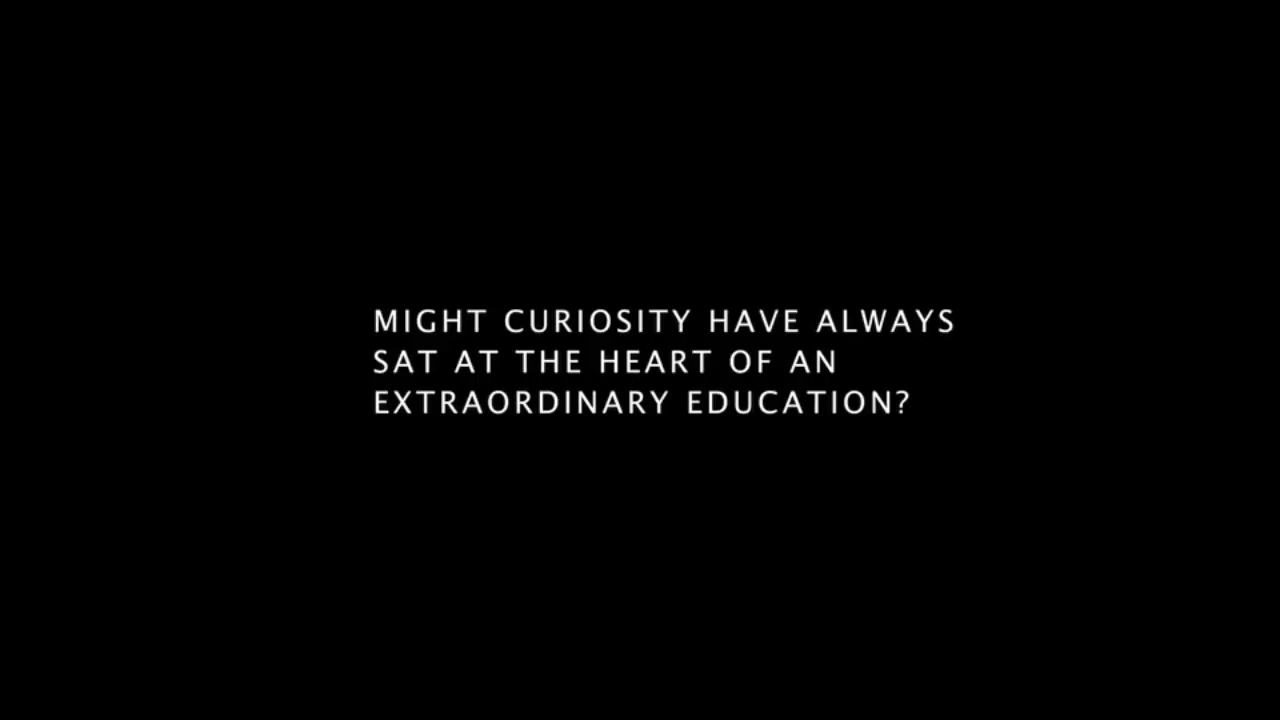 MIGHT CURIOSITY HAVE ALWAYS
SAT AT THE HEART OF AN
EXTRAORDINARY EDUCATION?